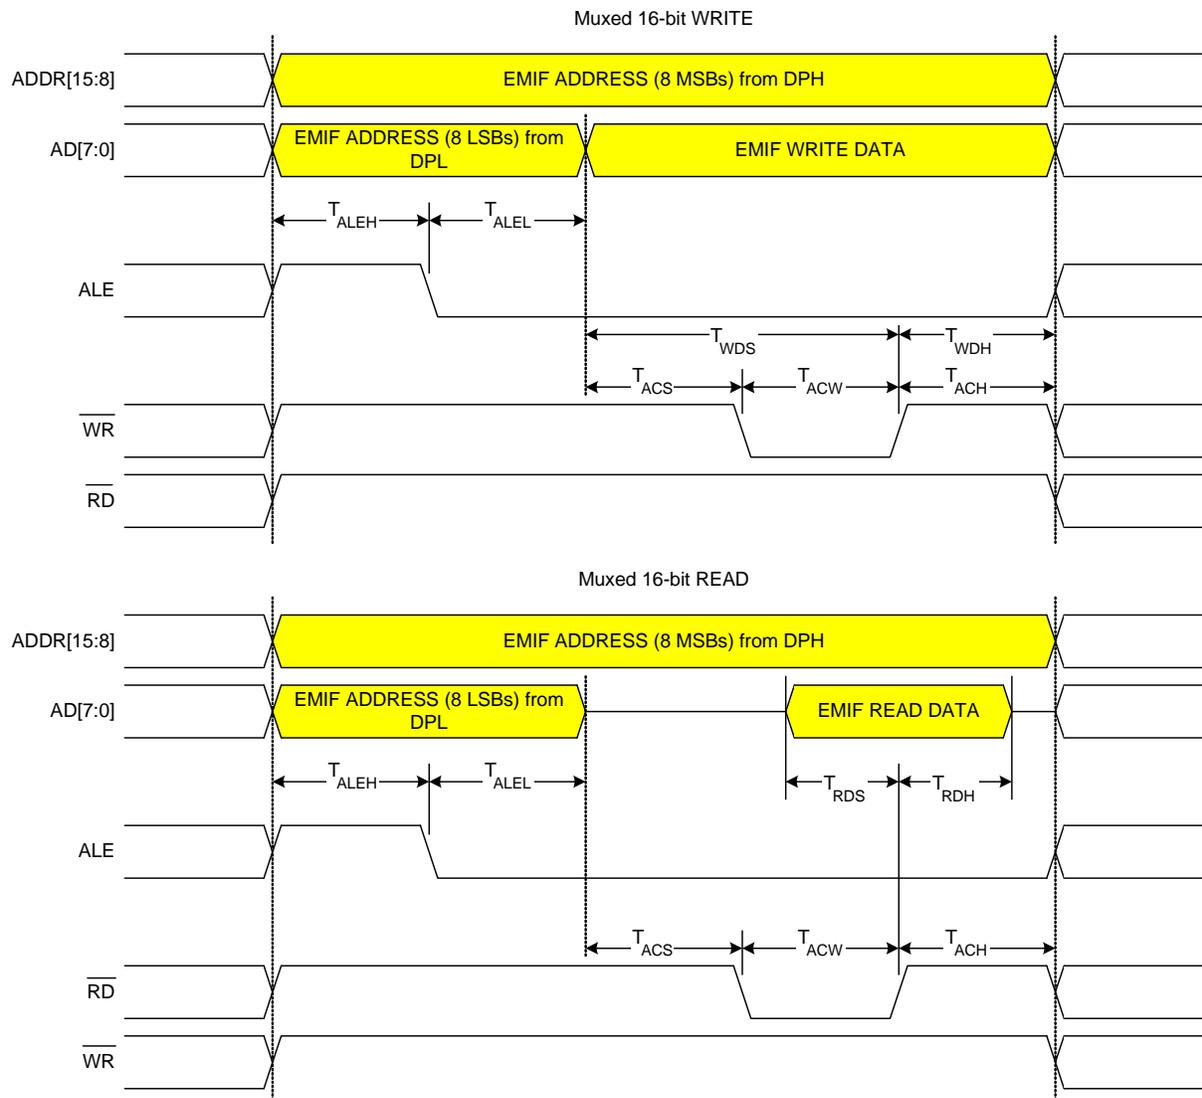 Muxed 16-bit WRITE
ADDR[15:8]
EMIF ADDRESS (8 MSBs) from DPH
AD[7:0]
EMIF ADDRESS (8 LSBs) from
DPL
EMIF WRITE DATA
TALEH
TALEL
ALE
TWDS
TWDH
TACS
TACW
TACH
WR
RD
Muxed 16-bit READ
ADDR[15:8]
EMIF ADDRESS (8 MSBs) from DPH
AD[7:0]
EMIF ADDRESS (8 LSBs) from
DPL
EMIF READ DATA
TALEH
TALEL
TRDS
TRDH
ALE
TACS
TACW
TACH
RD
WR